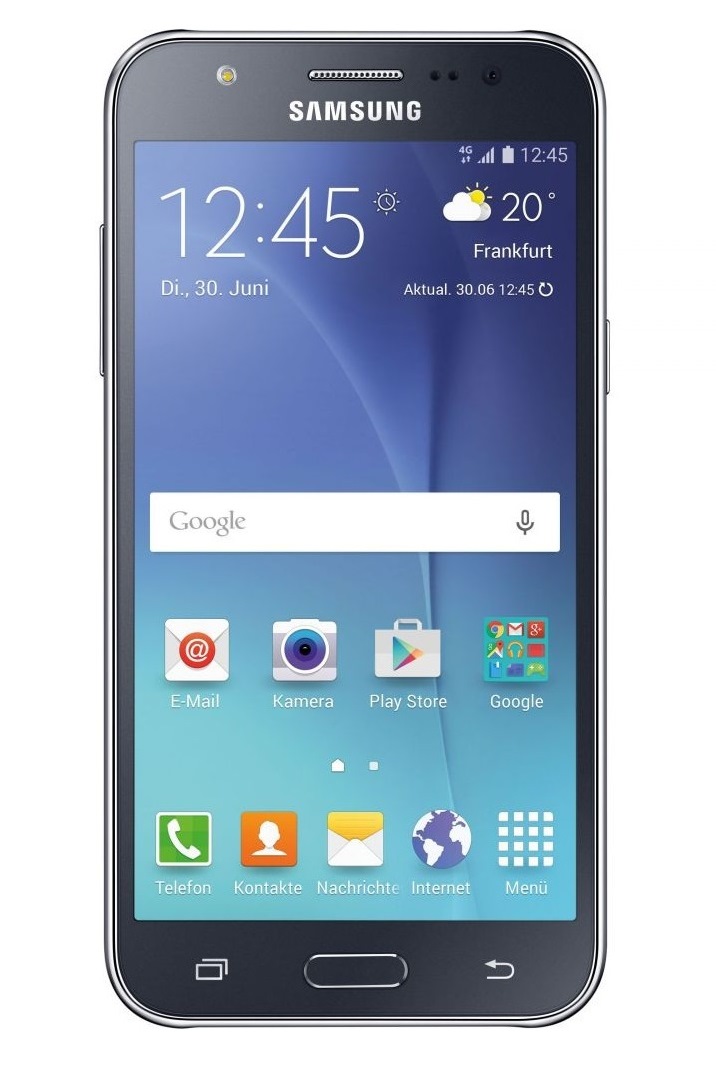 SAMSUNG
4G 12:45
12:45 20°
Frankfurt
Di., 30. Juni Aktual. 30.06 12:45
Google
@ 8+
E-Mail Kamera Play Store Google
Telefon Kontakte Nachrichte Internet Menü